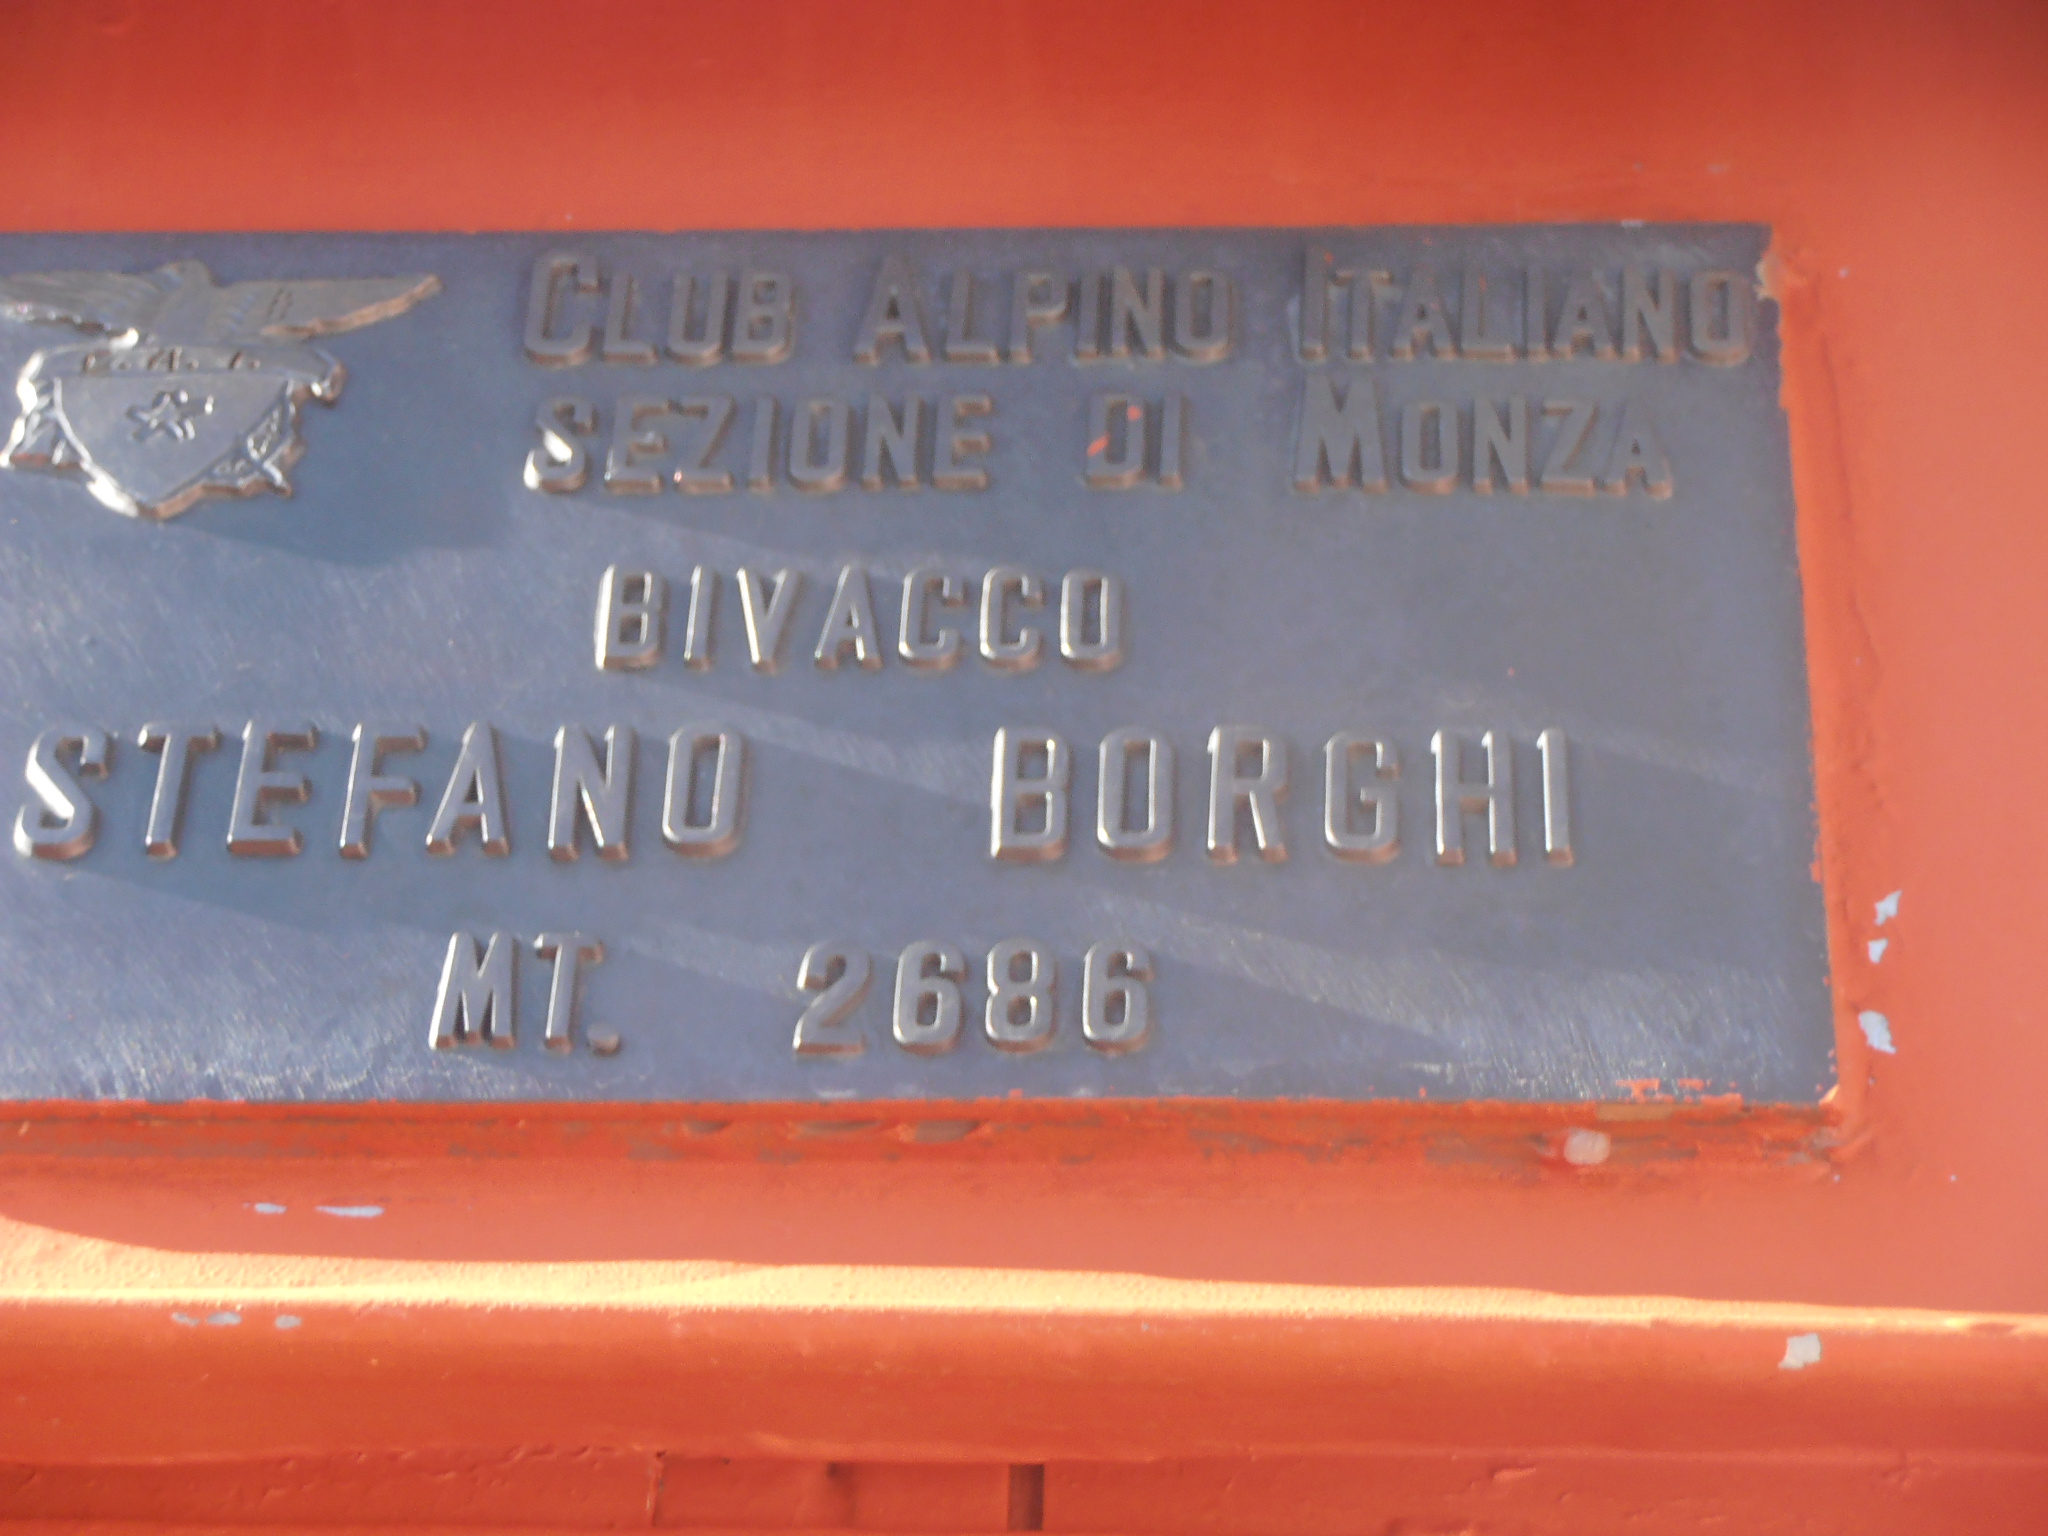 C.A.I.
CLUB ALPINO ITALIANO
SEZIONE DI MONZA
BIVACCO
STEFANO BORGHI
MT. 2686